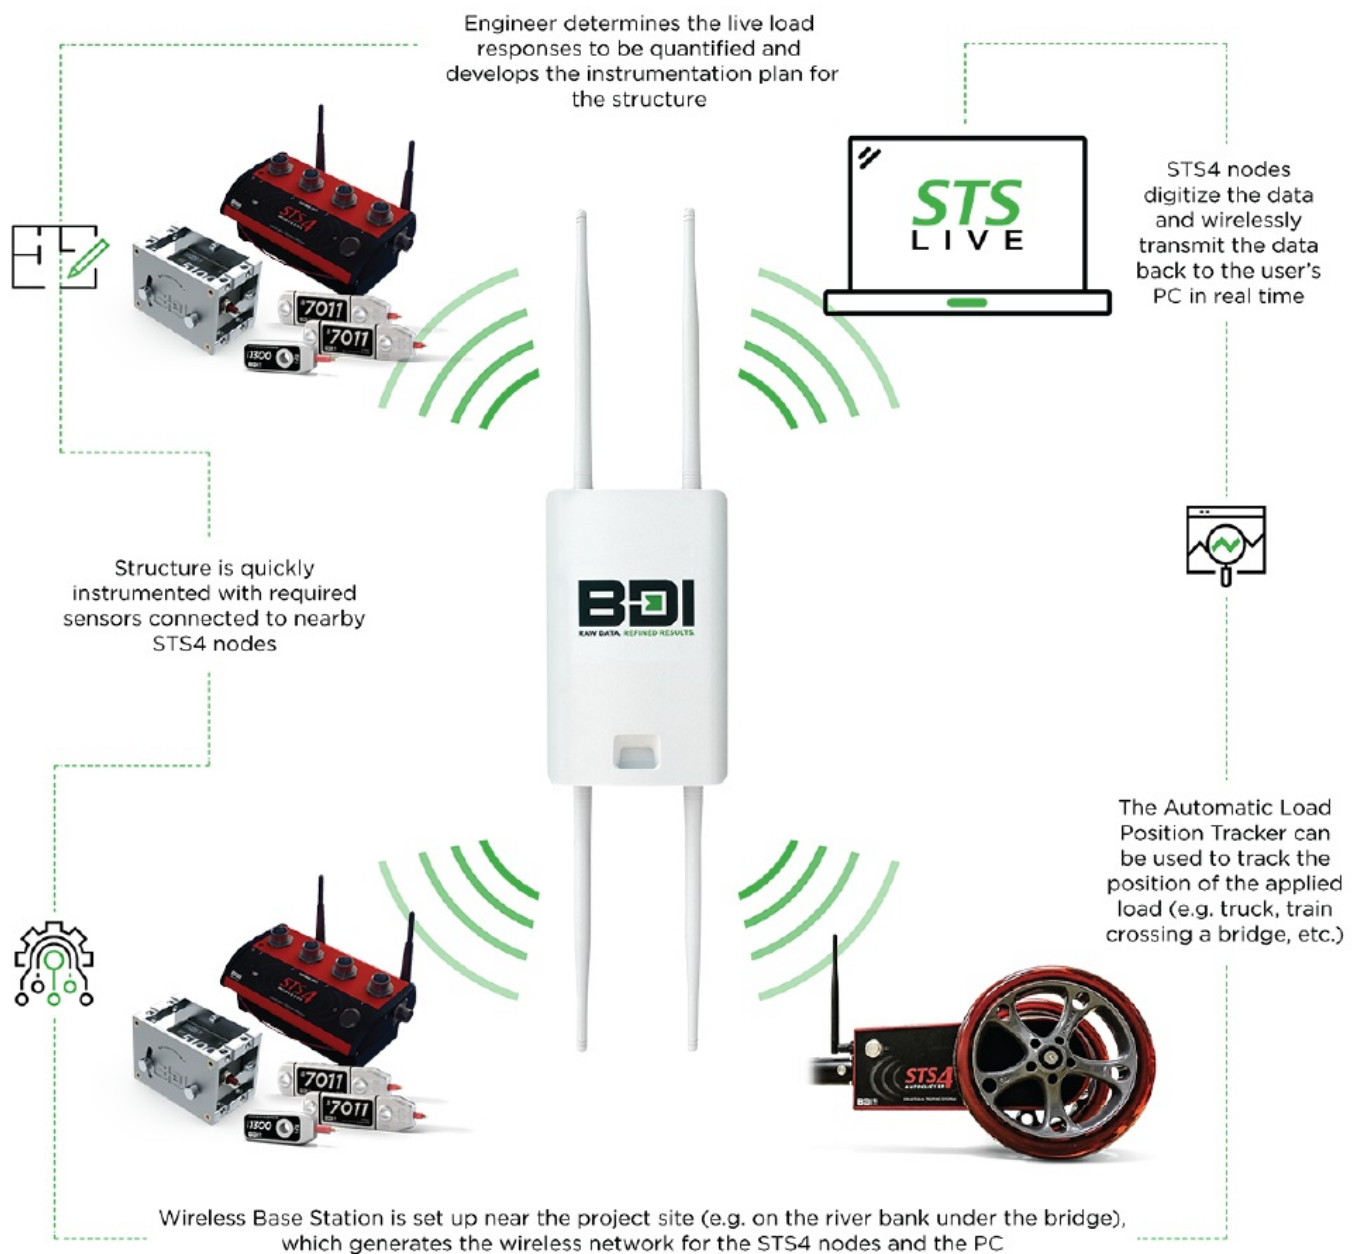 Engineer determines the live load
responses to be quantified and
develops the instrumentation plan for
the structure
STS
LIVE
STS4 nodes
digitize the data
and wirelessly
transmit the data
back to the user's
PC in real time
STS4
5100
BDI
7011
7011
1300
BDI
RAW DATA. REFINED RESULTS.
Structure is quickly
instrumented with required
sensors connected to nearby
STS4 nodes
The Automatic Load
Position Tracker can
be used to track the
position of the applied
load (e.g. truck, train
crossing a bridge, etc.)
STS4
5100
BDI
7011
7011
1300
STS4
AUTOCLICKER
BDI
Wireless Base Station is set up near the project site (e.g. on the river bank under the bridge),
which generates the wireless network for the STS4 nodes and the PC